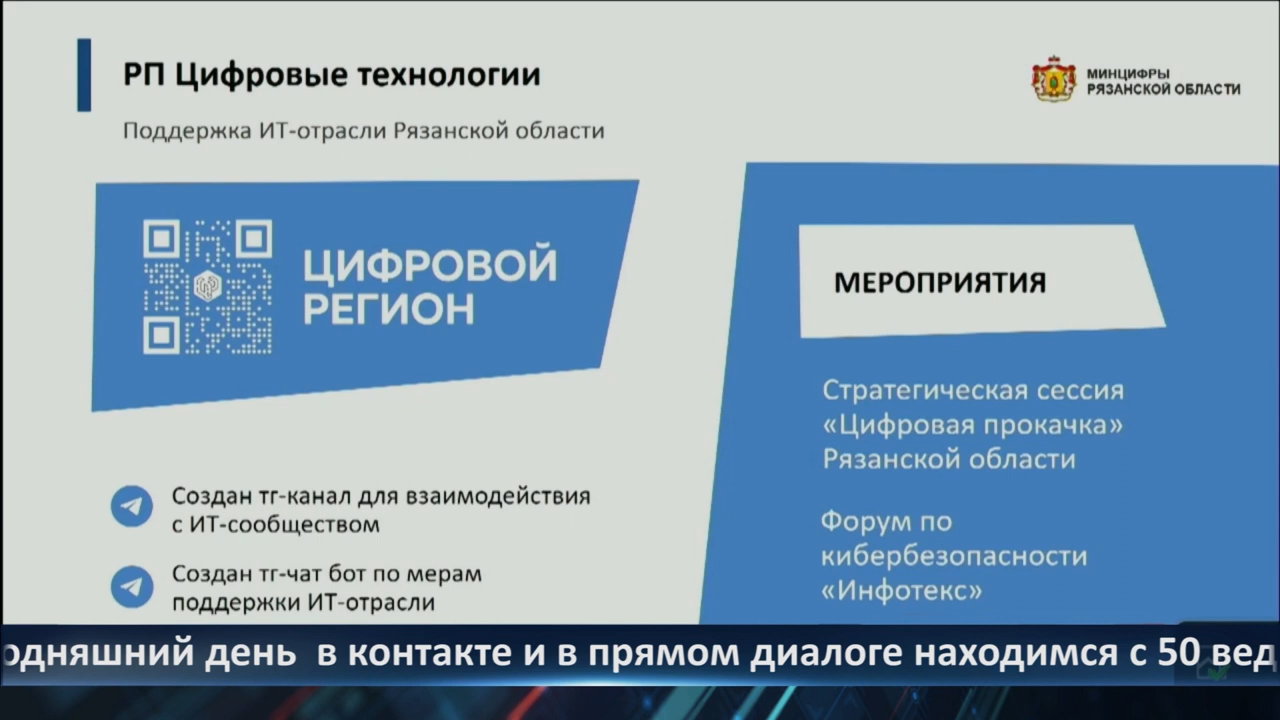 РП Цифровые технологии
Поддержка ИТ-отрасли Рязанской области
МИНЦИФРЫ
РЯЗАНСКОЙ ОБЛАСТИ
ЦИФРОВОЙ
РЕГИОН
Создан тг-канал для взаимодействия
с ИТ-сообществом
Создан тг-чат бот по мерам
поддержки ИТ-отрасли
МЕРОПРИЯТИЯ
Стратегическая сессия
«Цифровая прокачка»
Рязанской области
Форум по
кибербезопасности
«Инфотекс»
одняшний день в контакте и в прямом диалоге находимся с 50 вед